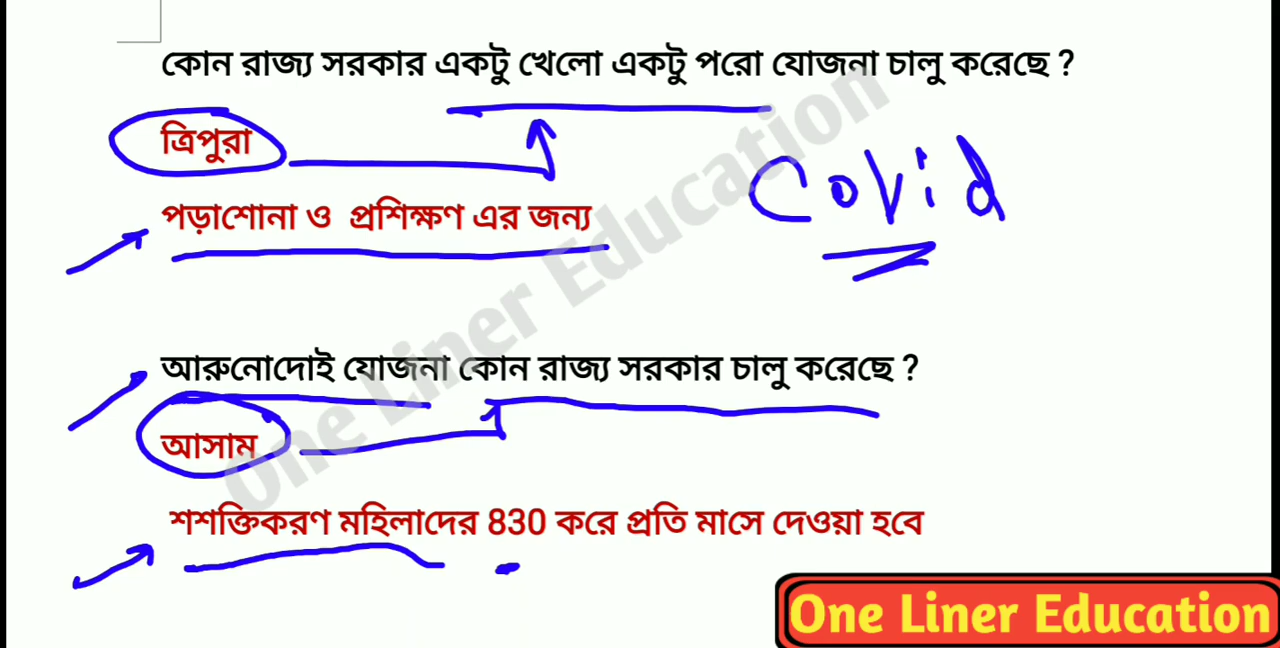 কোন রাজ্য সরকার একটু খেলো একটু পরো যোজনা চালু করেছে ?
ত্রিপুরা
পড়াশোনা ও প্রশিক্ষণ এর জন্য
Covid
আরুনোদোই যোজনা কোন রাজ্য সরকার চালু করেছে ?
আসাম
শশক্তিকরণ মহিলাদের 830 করে প্রতি মাসে দেওয়া হবে
One Liner Education
One Liner Education